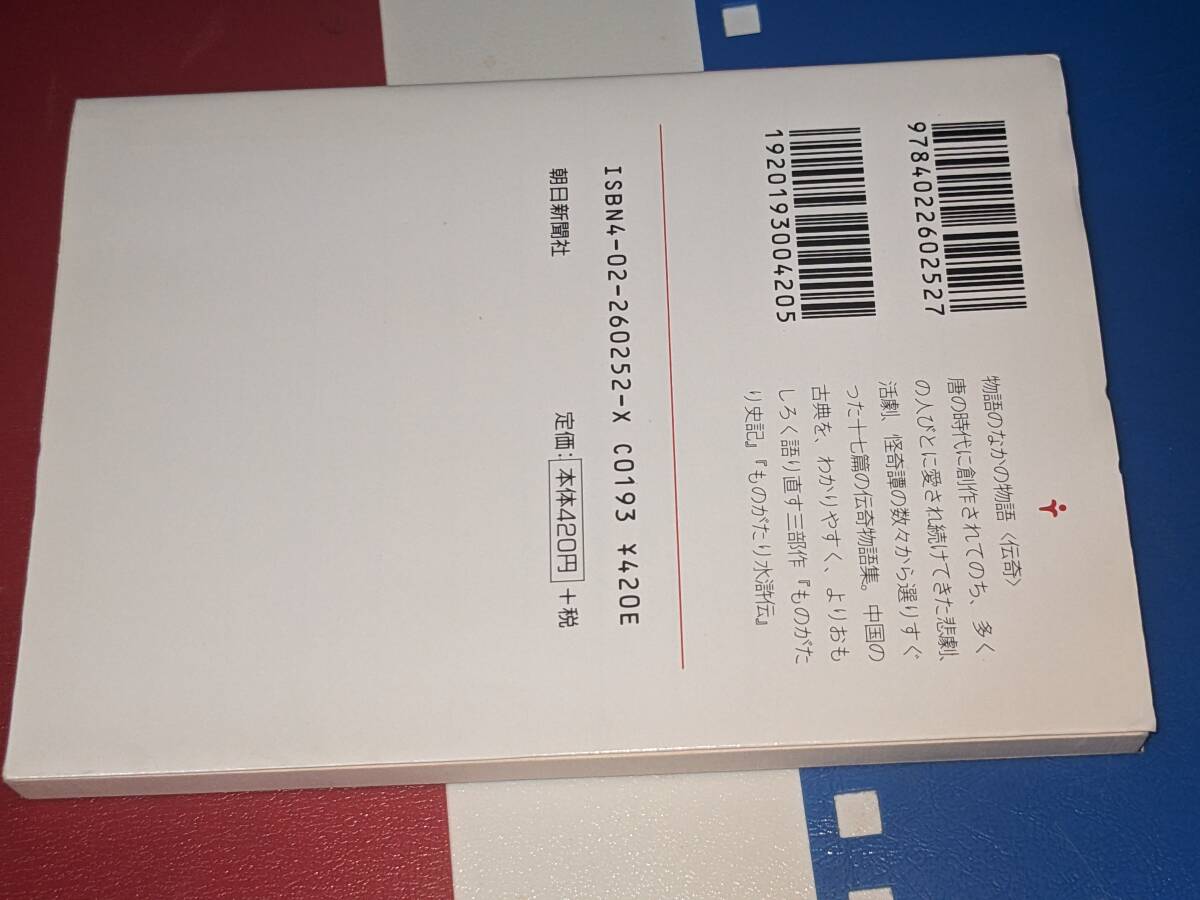 9784022602527
1920193004205
物語のなかの物語〈伝奇〉
唐の時代に創作されてのち、多く
の人びとに愛され続けてきた悲劇、
活劇、怪奇譚の数々から選りすぐ
った十七篇の伝奇物語集。中国の
古典を、わかりやすく、よりおも
しろく語り直す三部作『ものがた
り史記』『ものがたり水滸伝』
ISBN4-02-260252-X C0193 ¥420E
朝日新聞社 定価：本体420円＋税